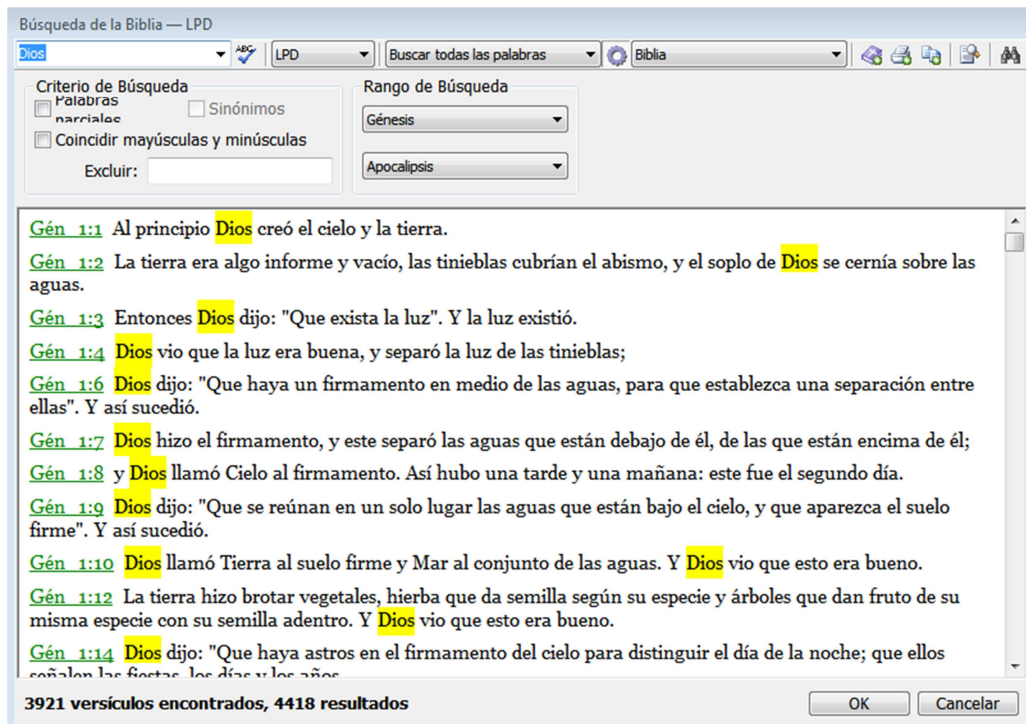 Búsqueda de la Biblia — LPD
Dios
ABC
LPD
Buscar todas las palabras
Biblia
Criterio de Búsqueda
Rango de Búsqueda
Palabras
parciales
Sinónimos
Génesis
Coincidir mayúsculas y minúsculas
Excluir:
Apocalipsis
Gén 1:1 Al principio Dios creó el cielo y la tierra.
Gén 1:2 La tierra era algo informe y vacío, las tinieblas cubrían el abismo, y el soplo de Dios se cernía sobre las
aguas.
Gén 1:3 Entonces Dios dijo: "Que exista la luz". Y la luz existió.
Gén 1:4 Dios vio que la luz era buena, y separó la luz de las tinieblas;
Gén 1:6 Dios dijo: "Que haya un firmamento en medio de las aguas, para que establezca una separación entre
ellas". Y así sucedió.
Gén 1:7 Dios hizo el firmamento, y este separó las aguas que están debajo de él, de las que están encima de él;
Gén 1:8 y Dios llamó Cielo al firmamento. Así hubo una tarde y una mañana: este fue el segundo día.
Gén 1:9 Dios dijo: "Que se reúnan en un solo lugar las aguas que están bajo el cielo, y que aparezca el suelo
firme". Y así sucedió.
Gén 1:10 Dios llamó Tierra al suelo firme y Mar al conjunto de las aguas. Y Dios vio que esto era bueno.
Gén 1:12 La tierra hizo brotar vegetales, hierba que da semilla según su especie y árboles que dan fruto de su
misma especie con su semilla adentro. Y Dios vio que esto era bueno.
Gén 1:14 Dios dijo: "Que haya astros en el firmamento del cielo para distinguir el día de la noche; que ellos
señalen las fiestas, los días y los años
3921 versículos encontrados, 4418 resultados
OK
Cancelar